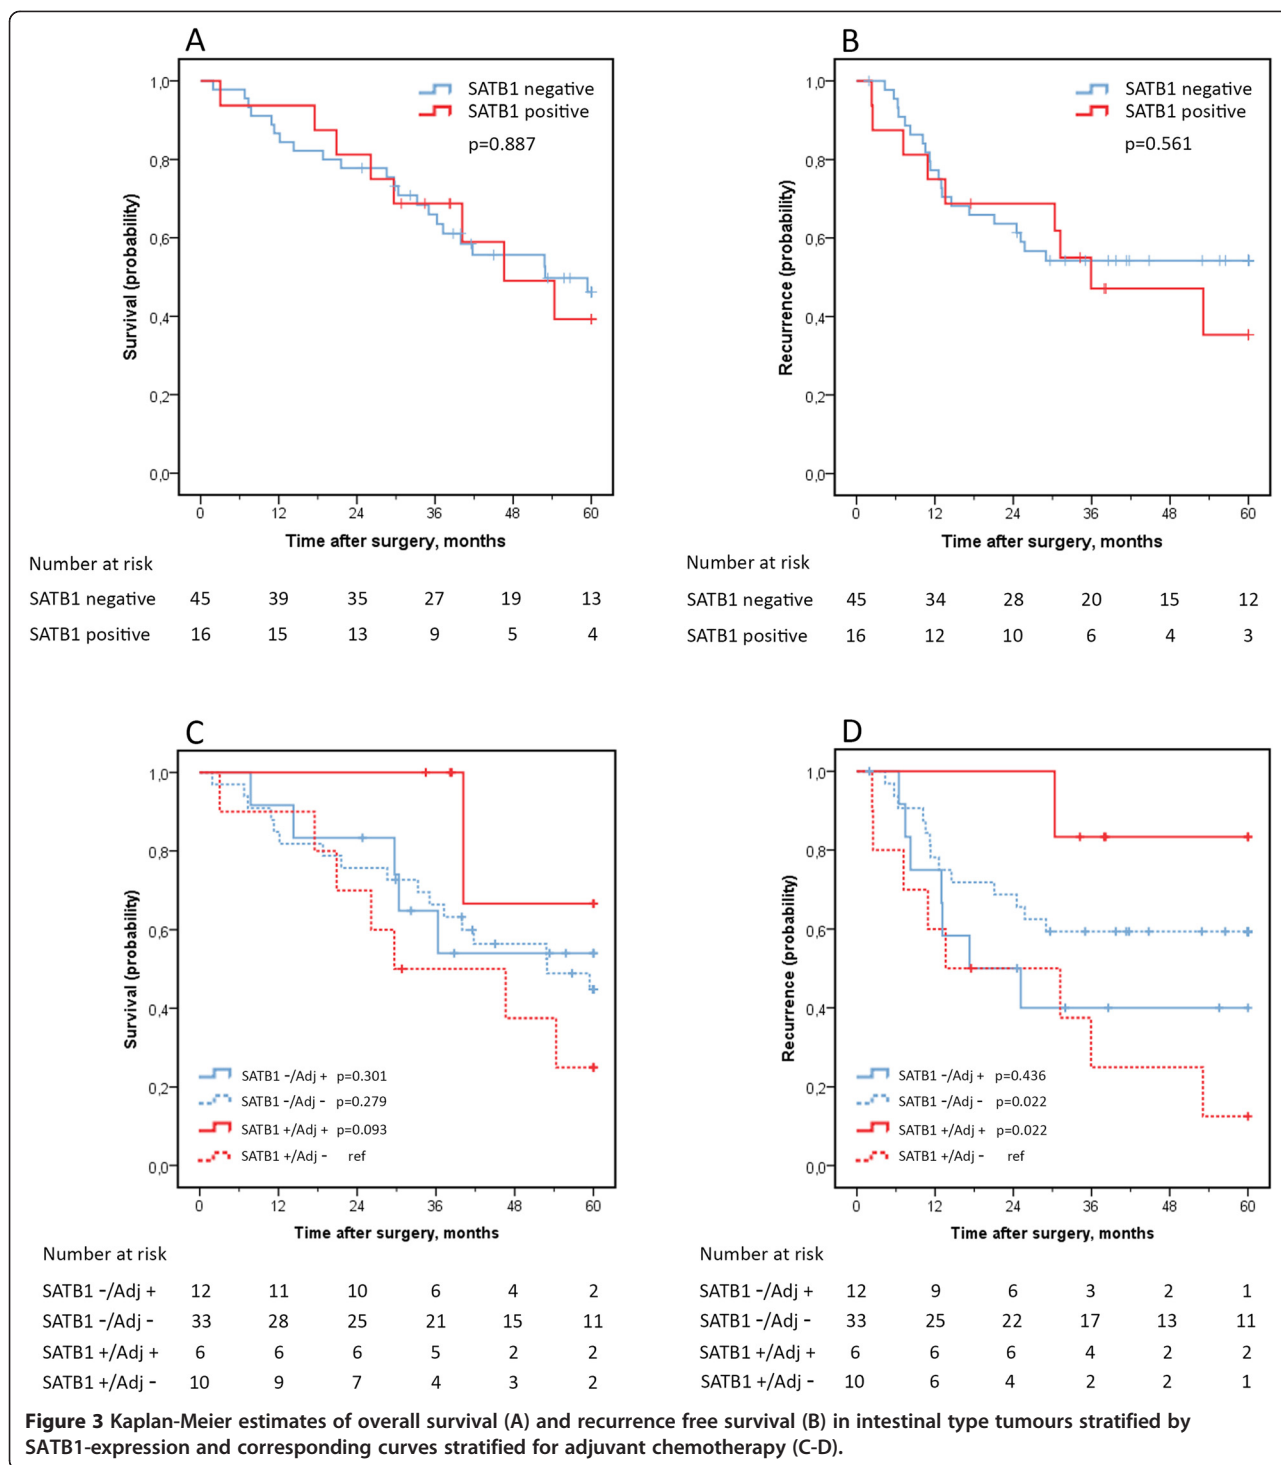 A
1,0
0,8
0,6
0,4
0,2
0,0
Survival (probability)
SATB1 negative
SATB1 positive
p=0.887
0 12 24 36 48 60
Time after surgery, months
Number at risk
SATB1 negative 45 39 35 27 19 13
SATB1 positive 16 15 13 9 5 4
B
1,0
0,8
0,6
0,4
0,2
0,0
Recurrence (probability)
SATB1 negative
SATB1 positive
p=0.561
0 12 24 36 48 60
Time after surgery, months
Number at risk
SATB1 negative 45 34 28 20 15 12
SATB1 positive 16 12 10 6 4 3
C
1,0
0,8
0,6
0,4
0,2
0,0
Survival (probability)
SATB1 -/Adj + p=0.301
SATB1 -/Adj - p=0.279
SATB1 +/Adj + p=0.093
SATB1 +/Adj - ref
0 12 24 36 48 60
Time after surgery, months
Number at risk
SATB1 -/Adj + 12 11 10 6 4 2
SATB1 -/Adj - 33 28 25 21 15 11
SATB1 +/Adj + 6 6 6 5 2 2
SATB1 +/Adj - 10 9 7 4 3 2
D
1,0
0,8
0,6
0,4
0,2
0,0
Recurrence (probability)
SATB1 -/Adj + p=0.436
SATB1 -/Adj - p=0.022
SATB1 +/Adj + p=0.022
SATB1 +/Adj - ref
0 12 24 36 48 60
Time after surgery, months
Number at risk
SATB1 -/Adj + 12 9 6 3 2 1
SATB1 -/Adj - 33 25 22 17 13 11
SATB1 +/Adj + 6 6 6 4 2 2
SATB1 +/Adj - 10 6 4 2 2 1
Figure 3 Kaplan-Meier estimates of overall survival (A) and recurrence free survival (B) in intestinal type tumours stratified by
SATB1-expression and corresponding curves stratified for adjuvant chemotherapy (C-D).